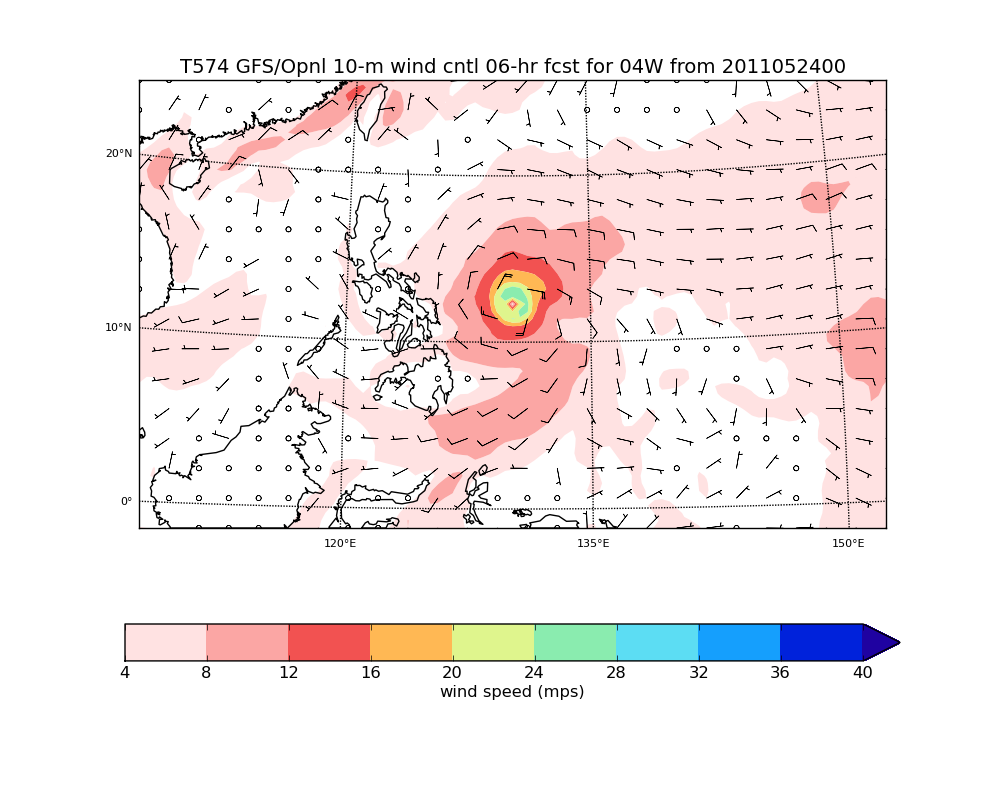 T574 GFS/Opnl 10-m wind cntl 06-hr fcst for 04W from 2011052400
20°N
10°N
0°
120°E 135°E 150°E
4 8 12 16 20 24 28 32 36 40
wind speed (mps)